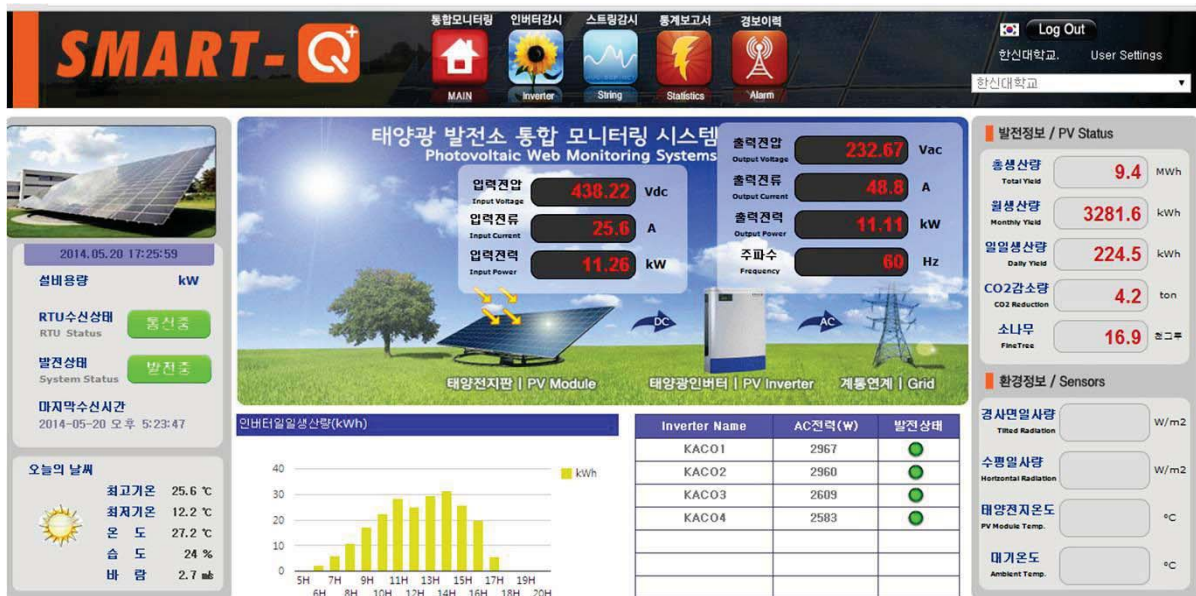 SMART-Q+
통합모니터링 인버터감시 스트링감시 통계보고서 경보이력
MAIN Inverter String Statistics Alarm
Log Out
한신대학교. User Settings
한신대학교
2014.05.20 17:25:59
설비용량 kW
RTU수신상태 통신중
RTU Status
발전상태 발전중
System Status
마지막수신시간
2014-05-20 오후 5:23:47
오늘의 날씨
최고기온 25.6 ℃
최저기온 12.2 ℃
온 도 27.2 ℃
습 도 24 %
바 람 2.7 ㎧
태양광 발전소 통합 모니터링 시스템
Photovoltaic Web Monitoring Systems
입력전압 438.22 Vdc
Input Voltage
입력전류 25.6 A
Input Current
입력전력 11.26 kW
Input Power
출력전압 232.67 Vac
Output Voltage
출력전류 48.8 A
Output Current
출력전력 11.11 kW
Output Power
주파수 60 Hz
Frequency
DC AC
태양전지판 | PV Module 태양광인버터 | PV Inverter 계통연계 | Grid
인버터일일생산량(kWh)
40
30
20
10
0
kWh
5H 7H 9H 11H 13H 15H 17H 19H
6H 8H 10H 12H 14H 16H 18H 20H
Inverter Name AC전력(W) 발전상태
KACO1 2967
KACO2 2960
KACO3 2609
KACO4 2583
발전정보 / PV Status
총생산량 9.4 MWh
Total Yield
월생산량 3281.6 kWh
Monthly Yield
일일생산량 224.5 kWh
Daily Yield
CO2감소량 4.2 ton
CO2 Reduction
소나무 16.9 천그루
FineTree
환경정보 / Sensors
경사면일사량 W/m2
Tilted Radiation
수평일사량 W/m2
Horizontal Radiation
태양전지온도 °C
PV Module Temp.
대기온도 °C
Ambient Temp.